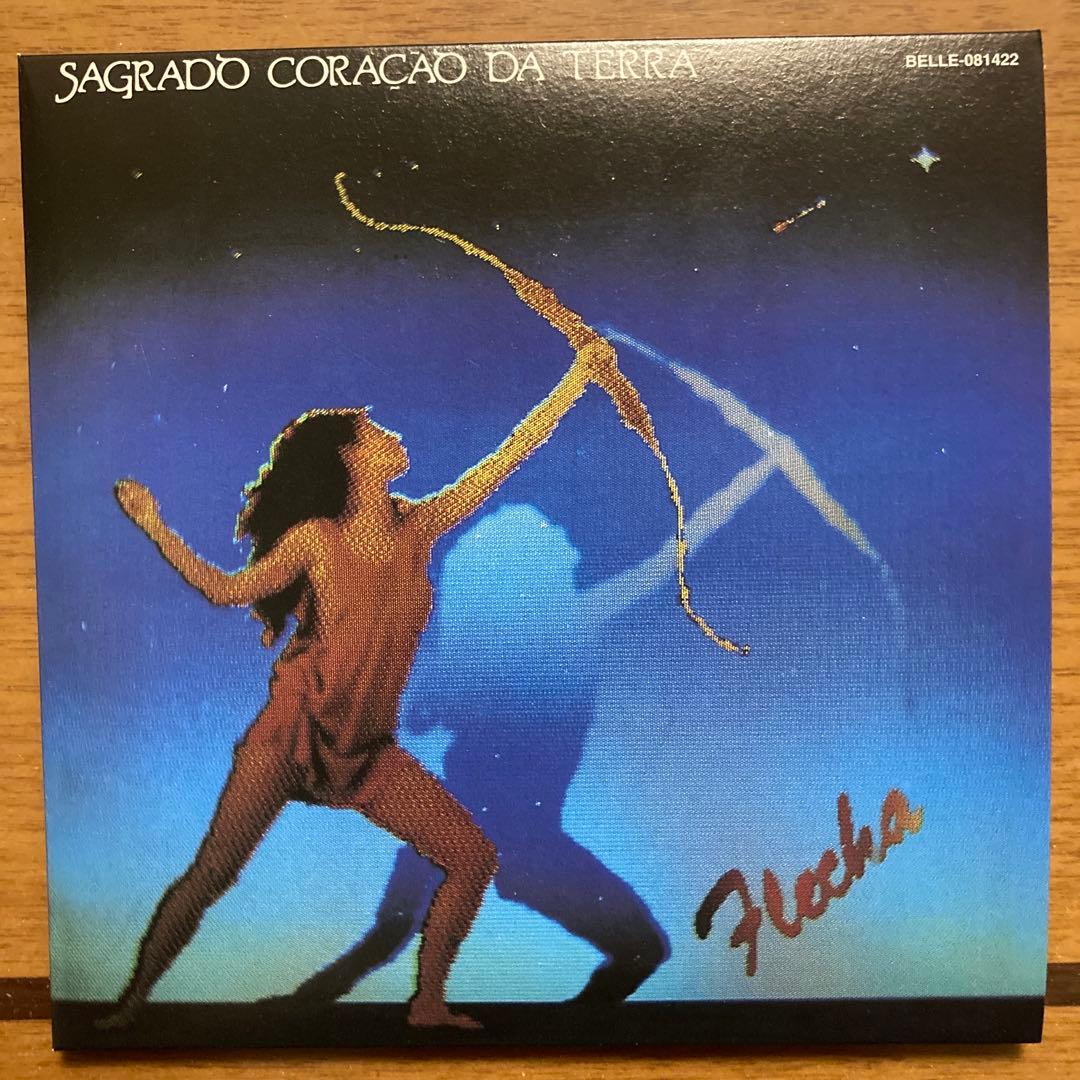 SAGRADO CORAÇÃO DA TERRA
BELLE-081422
Flecha